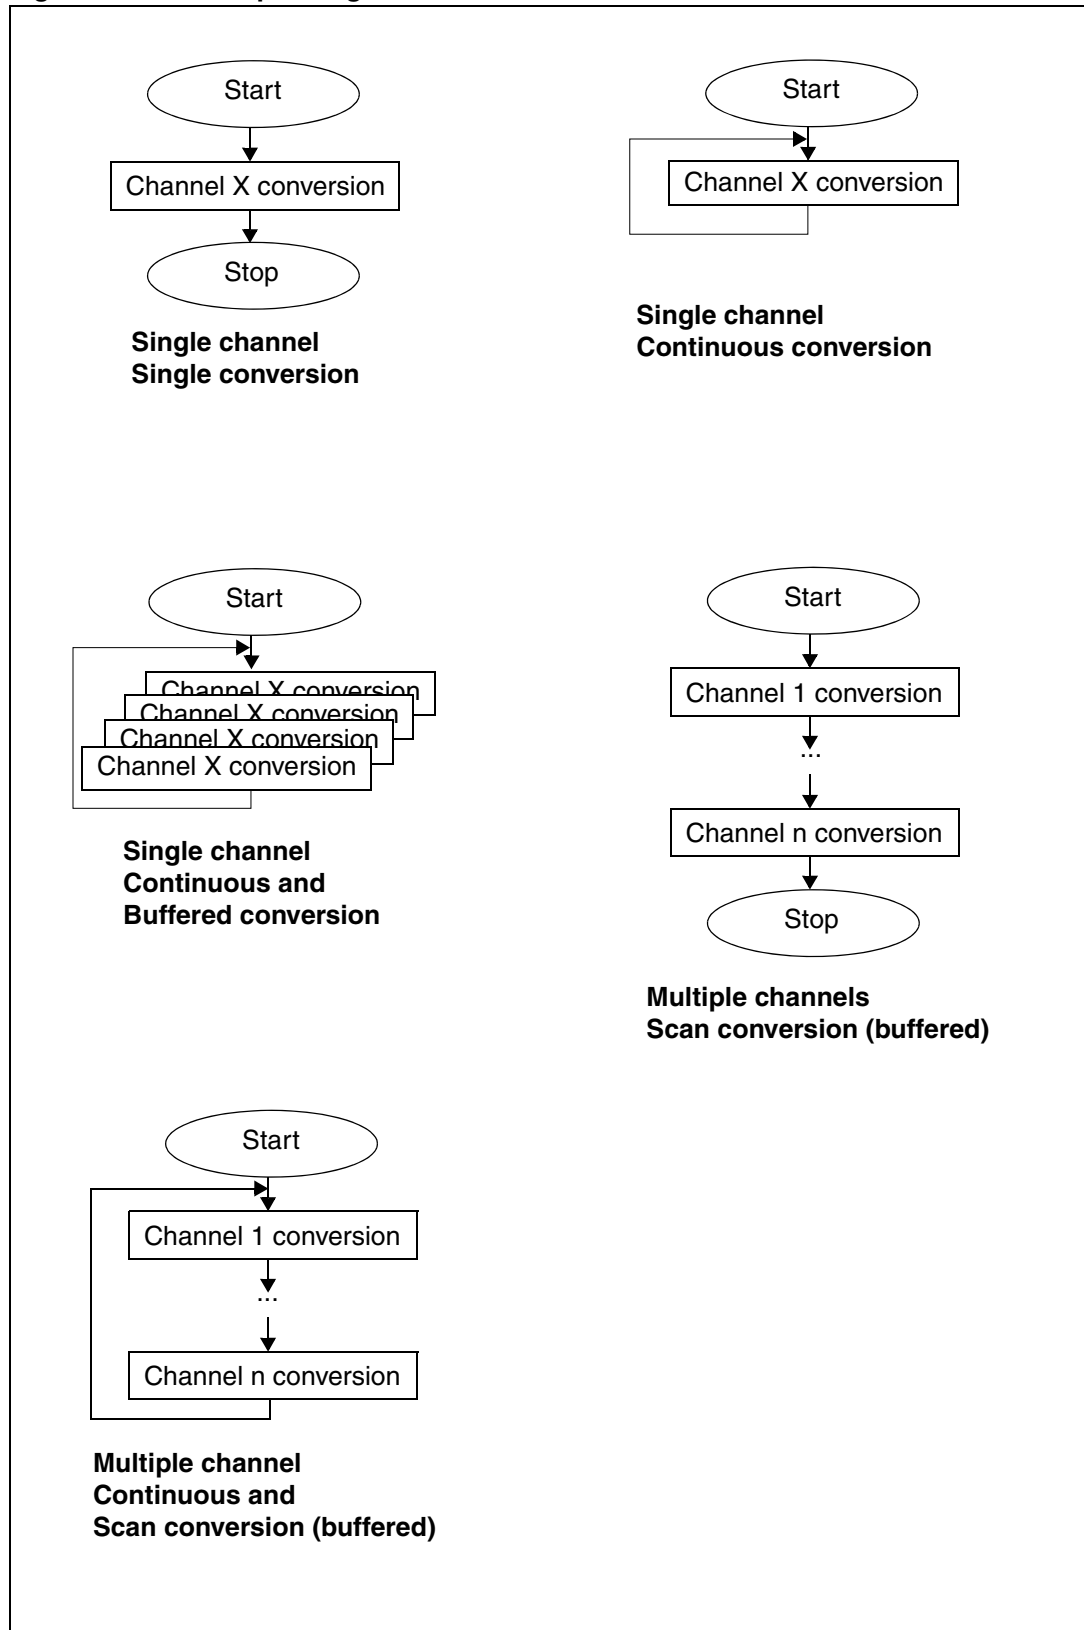 Start
Channel X conversion
Stop
Single channel
Single conversion
Start
Channel X conversion
Single channel
Continuous conversion
Start
Channel X conversion
Channel X conversion
Channel X conversion
Channel X conversion
Single channel
Continuous and
Buffered conversion
Start
Channel 1 conversion
...
Channel n conversion
Stop
Multiple channels
Scan conversion (buffered)
Start
Channel 1 conversion
...
Channel n conversion
Multiple channel
Continuous and
Scan conversion (buffered)